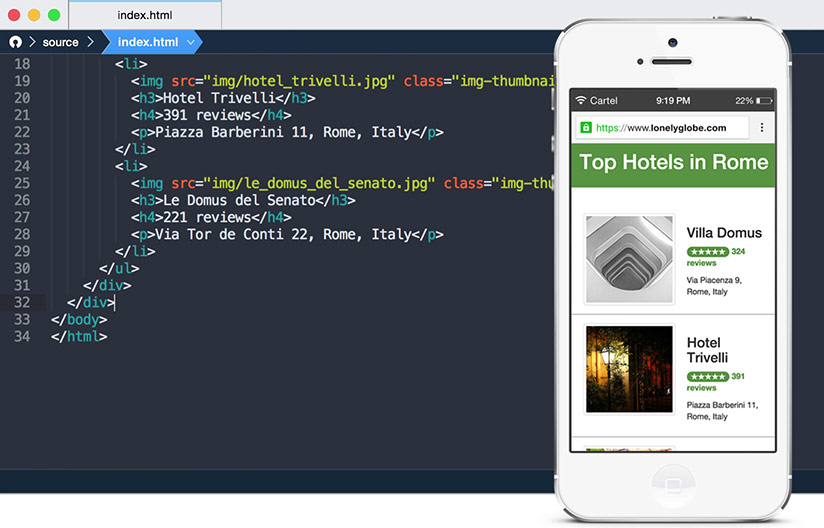 index.html
source index.html
18 <li>
19 <img src="img/hotel_trivelli.jpg" class="img-thumbnai
20 <h3>Hotel Trivelli</h3>
21 <h4>391 reviews</h4>
22 <p>Piazza Barberini 11, Rome, Italy</p>
23 </li>
24 <li>
25 <img src="img/le_domus_del_senato.jpg" class="img-thu
26 <h3>Le Domus del Senato</h3>
27 <h4>221 reviews</h4>
28 <p>Via Tor de Conti 22, Rome, Italy</p>
29 </li>
30 </ul>
31 </div>
32 </div>
33 </body>
34 </html>
Cartel 9:19 PM 22%
https://www.lonelyglobe.com
Top Hotels in Rome
Villa Domus
★★★★★ 324
reviews
Via Piacenza 9,
Rome, Italy
Hotel
Trivelli
★★★★★ 391
reviews
Piazza Barberini 11,
Rome, Italy